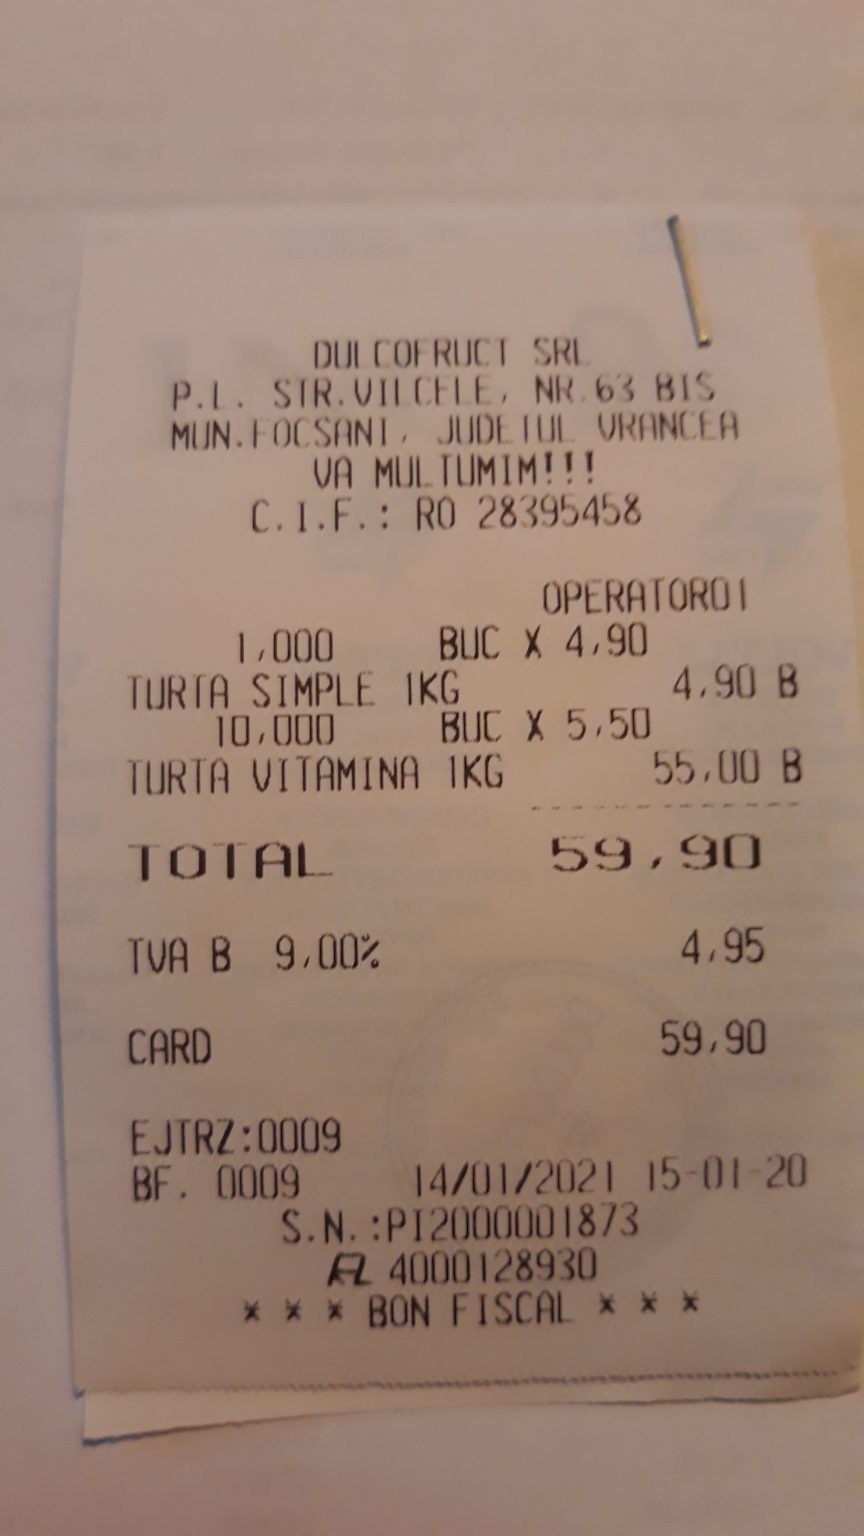 DULCOFRUCT SRL
P.L. STR.VILCELE, NR.63 BIS
MUN.FOCSANI, JUDETUL VRANCEA
VA MULTUMIM!!!
C.I.F.: RO 28395458
OPERATOR01
1,000 BUC X 4,90
TURTA SIMPLE 1KG 4,90 B
10,000 BUC X 5,50
TURTA VITAMINA 1KG 55,00 B
TOTAL 59,90
TVA B 9,00% 4,95
CARD 59,90
EJTRZ:0009
BF. 0009 14/01/2021 15-01-20
S.N.:PI2000001873
4000128930
* * * BON FISCAL * * *